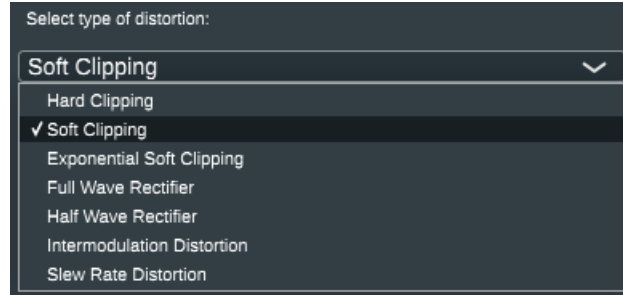 Select type of distortion:
Soft Clipping
Hard Clipping
✓ Soft Clipping
Exponential Soft Clipping
Full Wave Rectifier
Half Wave Rectifier
Intermodulation Distortion
Slew Rate Distortion